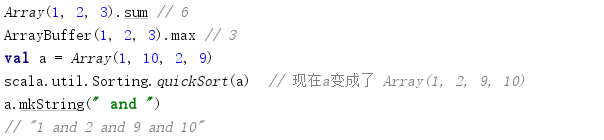 Array(1, 2, 3).sum // 6
ArrayBuffer(1, 2, 3).max // 3
val a = Array(1, 10, 2, 9)
scala.util.Sorting.quickSort(a)  // 现在a变成了 Array(1, 2, 9, 10)
a.mkString(" and ")
// "1 and 2 and 9 and 10"